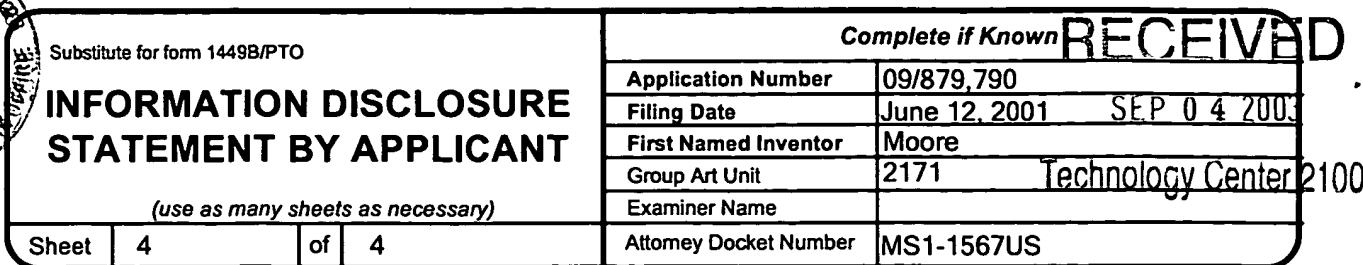 Substitute for form 1449B/PTO
INFORMATION DISCLOSURE
STATEMENT BY APPLICANT
(use as many sheets as necessary)
Sheet 4 of 4
Complete if Known
RECEIVED
Application Number 09/879,790
Filing Date June 12, 2001
SEP 04 2003
First Named Inventor Moore
Group Art Unit 2171
Technology Center 2100
Examiner Name
Attorney Docket Number MS1-1567US